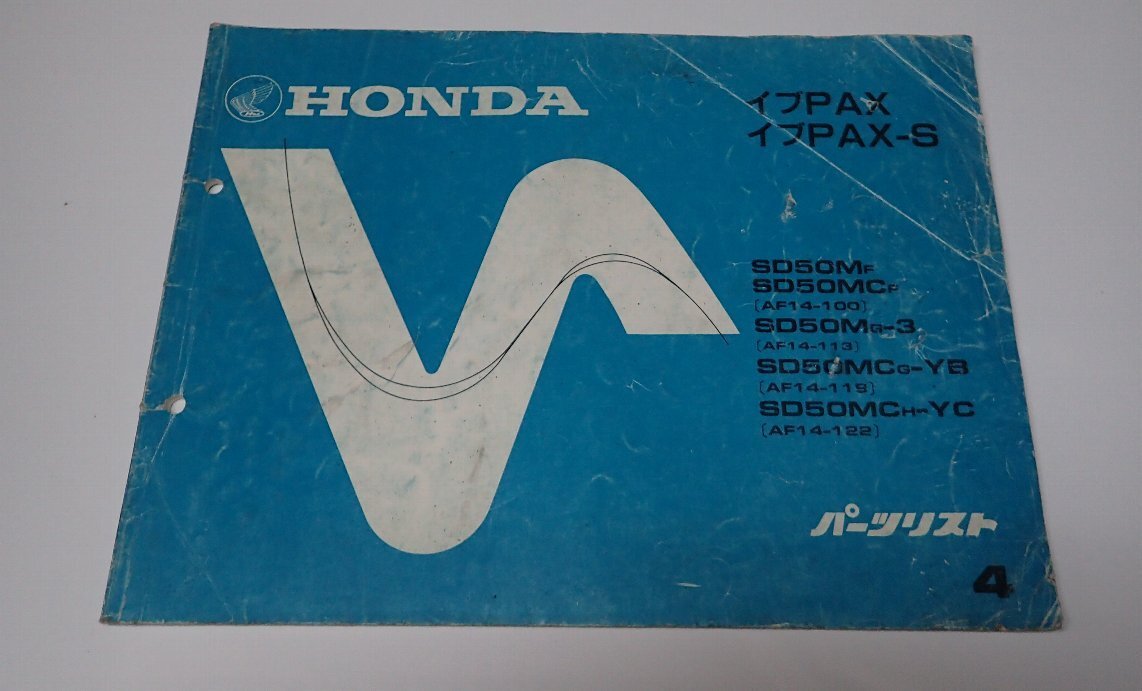 HONDA
イブPAX
イブPAX-S
SD50MF
SD50MCF
(AF14-100)
SD50MG-3
(AF14-113)
SD50MCG-YB
(AF14-119)
SD50MCH-YC
(AF14-122)
パーツリスト
4